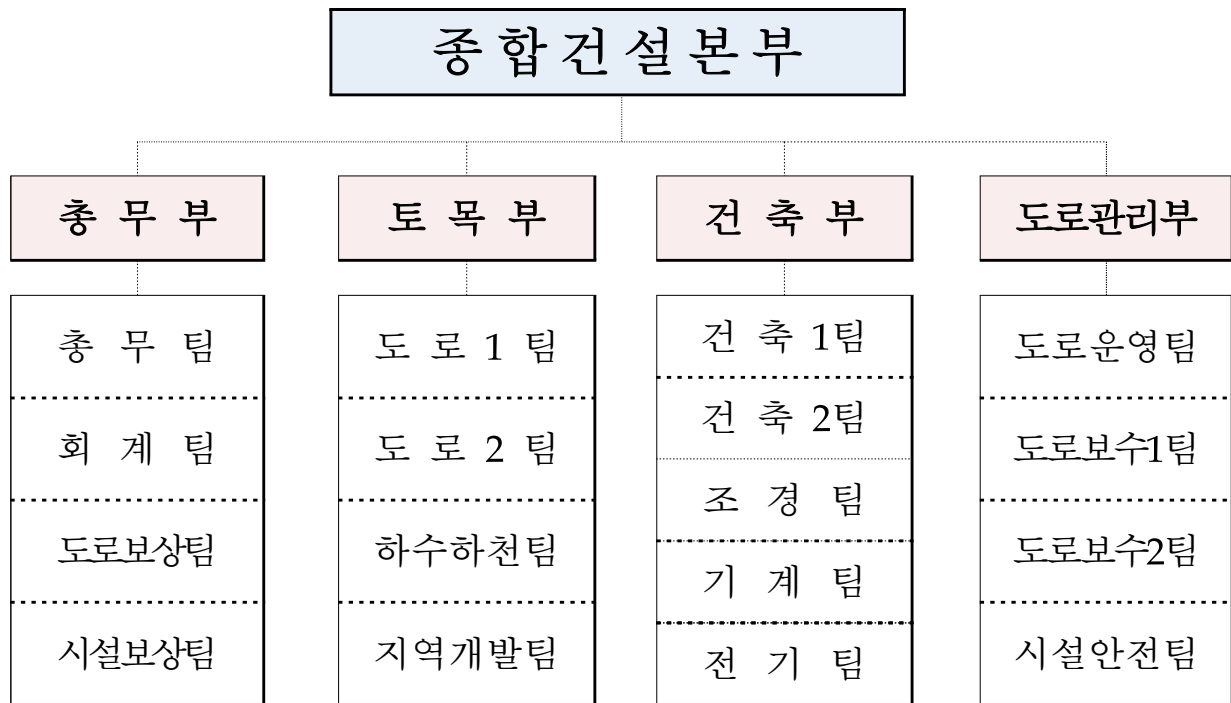 종합건설본부
총무부
토목부
건축부
도로관리부
총무팀
회계팀
도로보상팀
시설보상팀
도로1팀
도로2팀
하수하천팀
지역개발팀
건축1팀
건축2팀
조경팀
기계팀
전기팀
도로운영팀
도로보수1팀
도로보수2팀
시설안전팀